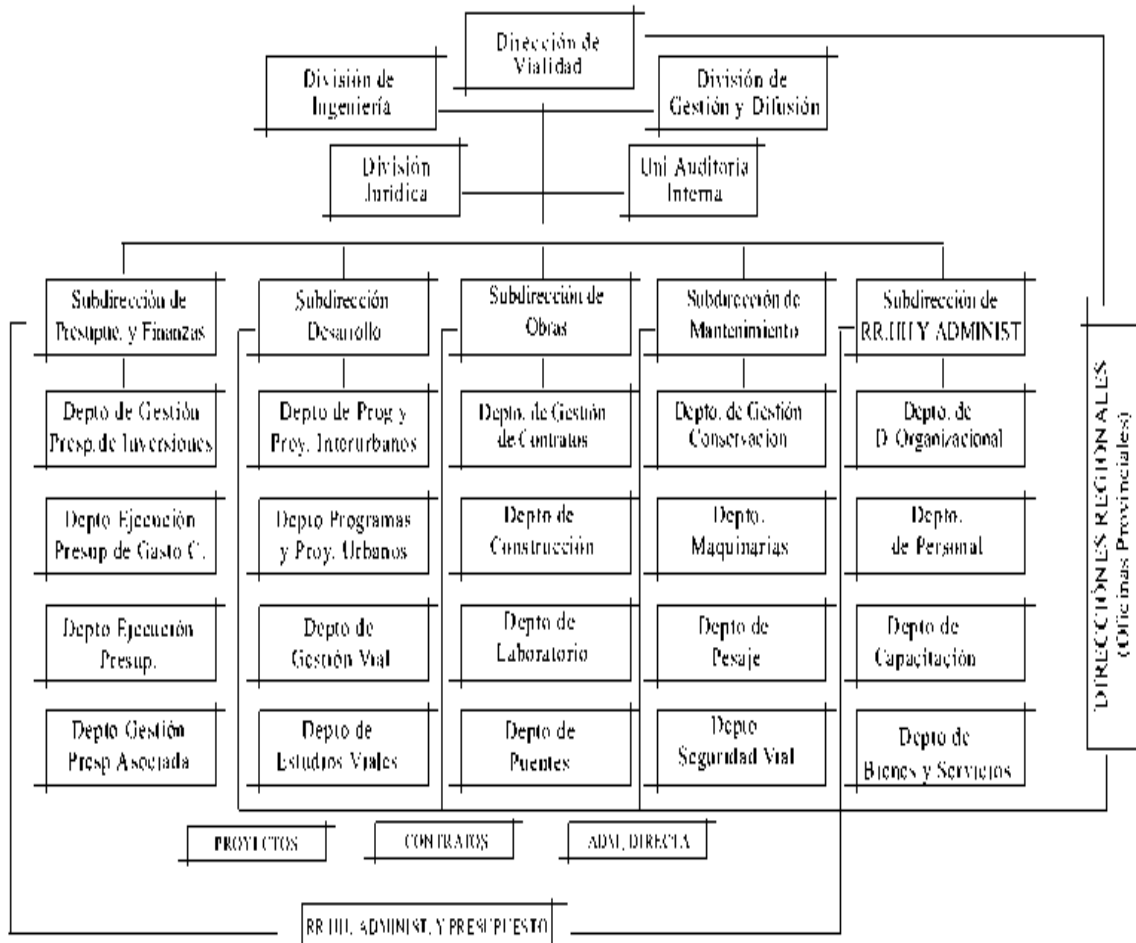 Dirección de
Vialidad
División de
Ingeniería
División de
Gestión y Difusión
División
Jurídica
Uni Auditoria
Interna
Subdirección de
Presupue. y Finanzas
Subdirección
Desarrollo
Subdirección de
Obras
Subdirección de
Mantenimiento
Subdirección de
RR.HH Y ADMINIST
Depto de Gestión
Presp. de Inversiones
Depto de Prog y
Proy. Interurbanos
Depto. de Gestión
de Contratos
Depto. de Gestión
Conservacion
Depto. de
D. Organizacional
Depto Ejecución
Presup de Gasto C.
Depto Programas
y Proy. Urbanos
Depto de
Construcción
Depto.
Maquinarias
Depto.
de Personal
Depto Ejecución
Presup.
Depto de
Gestión Vial
Depto de
Laboratorio
Depto de
Pesaje
Depto de
Capacitación
Depto Gestión
Presp Asociada
Depto de
Estudios Viales
Depto de
Puentes
Depto
Seguridad Vial
Depto de
Bienes y Servicios
DIRECCIÓNES REGIONALES
(Oficinas Provinciales)
PROYECTOS
CONTRATOS
ADM, DIRECTA
RR.HH. ADMINIST. Y PRESUPUESTO